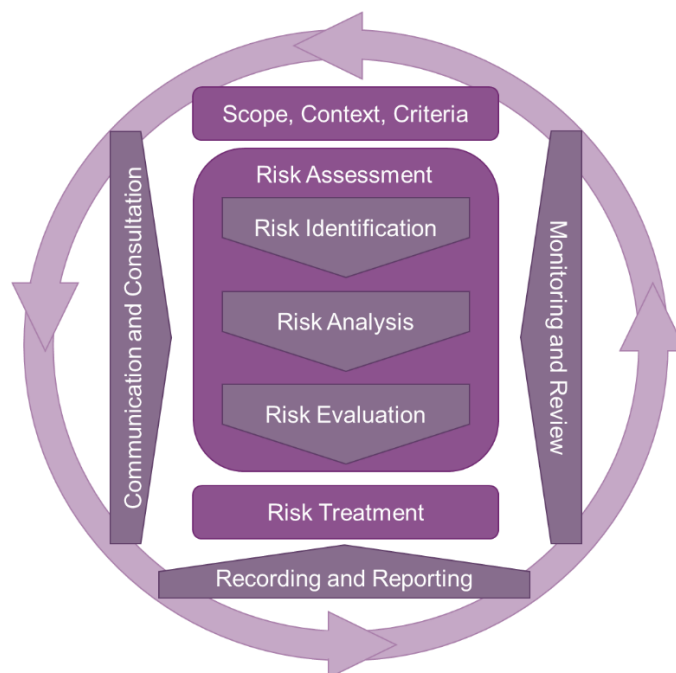 Scope, Context, Criteria
Risk Assessment
Risk Identification
Risk Analysis
Risk Evaluation
Risk Treatment
Communication and Consultation
Monitoring and Review
Recording and Reporting